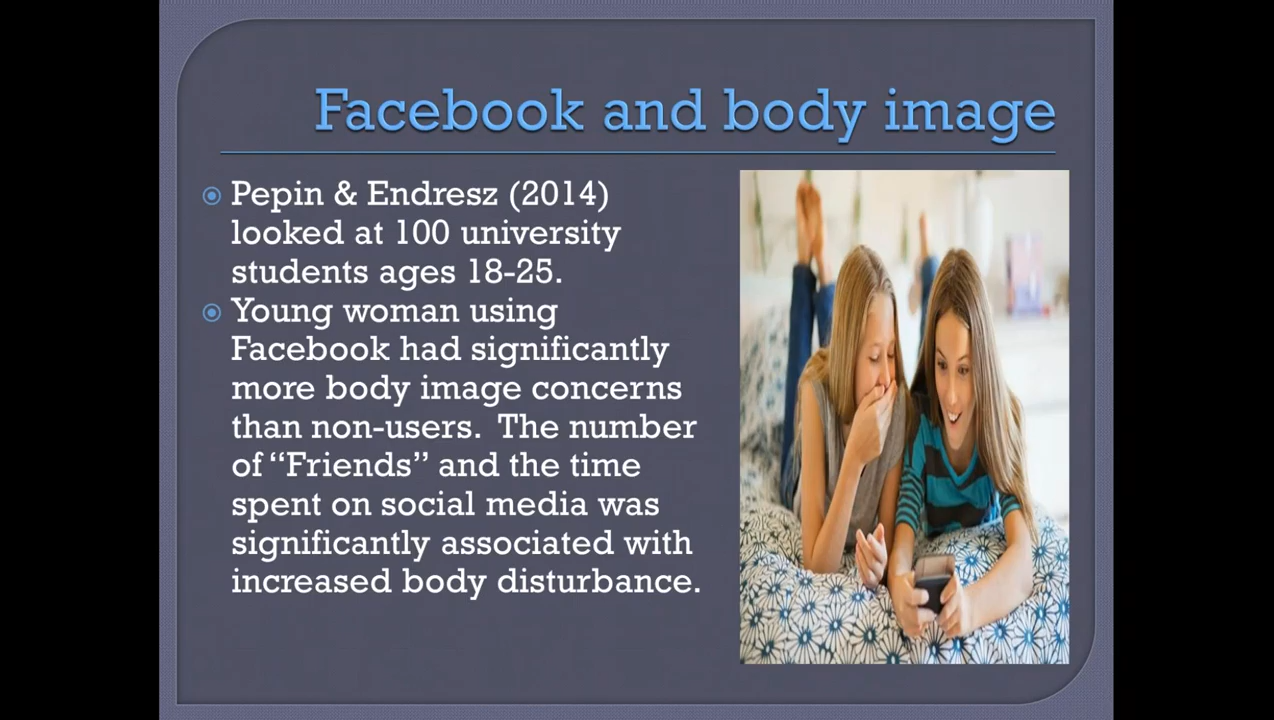 Facebook and body image
Pepin & Endresz (2014)
looked at 100 university
students ages 18-25.
Young woman using
Facebook had significantly
more body image concerns
than non-users.  The number
of “Friends” and the time
spent on social media was
significantly associated with
increased body disturbance.